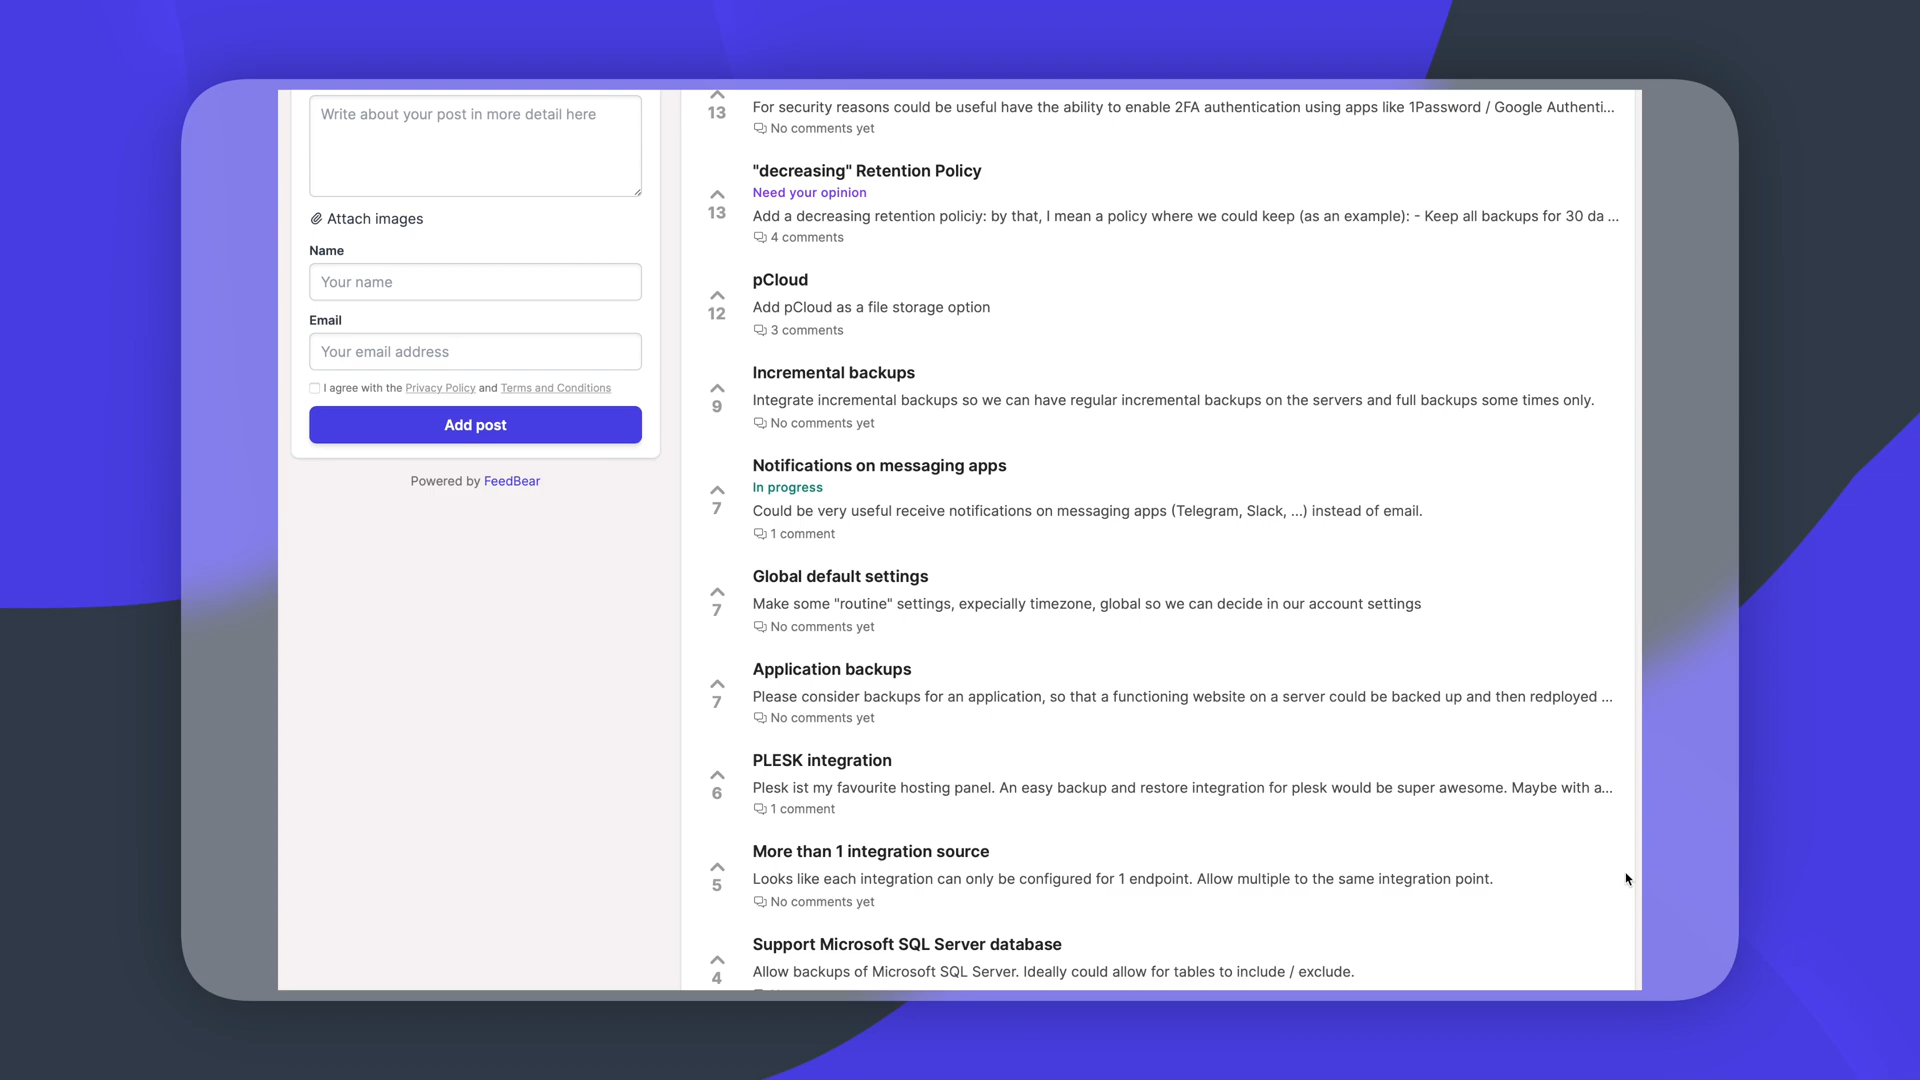 Write about your post in more detail here
Attach images
Name
Your name
Email
Your email address
I agree with the Privacy Policy and Terms and Conditions
Add post
Powered by FeedBear
13
For security reasons could be useful have the ability to enable 2FA authentication using apps like 1Password / Google Authenti...
No comments yet
"decreasing" Retention Policy
Need your opinion
13
Add a decreasing retention policiy: by that, I mean a policy where we could keep (as an example): - Keep all backups for 30 da ...
4 comments
pCloud
12
Add pCloud as a file storage option
3 comments
Incremental backups
9
Integrate incremental backups so we can have regular incremental backups on the servers and full backups some times only.
No comments yet
Notifications on messaging apps
In progress
7
Could be very useful receive notifications on messaging apps (Telegram, Slack, ...) instead of email.
1 comment
Global default settings
7
Make some "routine" settings, expecially timezone, global so we can decide in our account settings
No comments yet
Application backups
7
Please consider backups for an application, so that a functioning website on a server could be backed up and then redployed ...
No comments yet
PLESK integration
6
Plesk ist my favourite hosting panel. An easy backup and restore integration for plesk would be super awesome. Maybe with a...
1 comment
More than 1 integration source
5
Looks like each integration can only be configured for 1 endpoint. Allow multiple to the same integration point.
No comments yet
Support Microsoft SQL Server database
4
Allow backups of Microsoft SQL Server. Ideally could allow for tables to include / exclude.